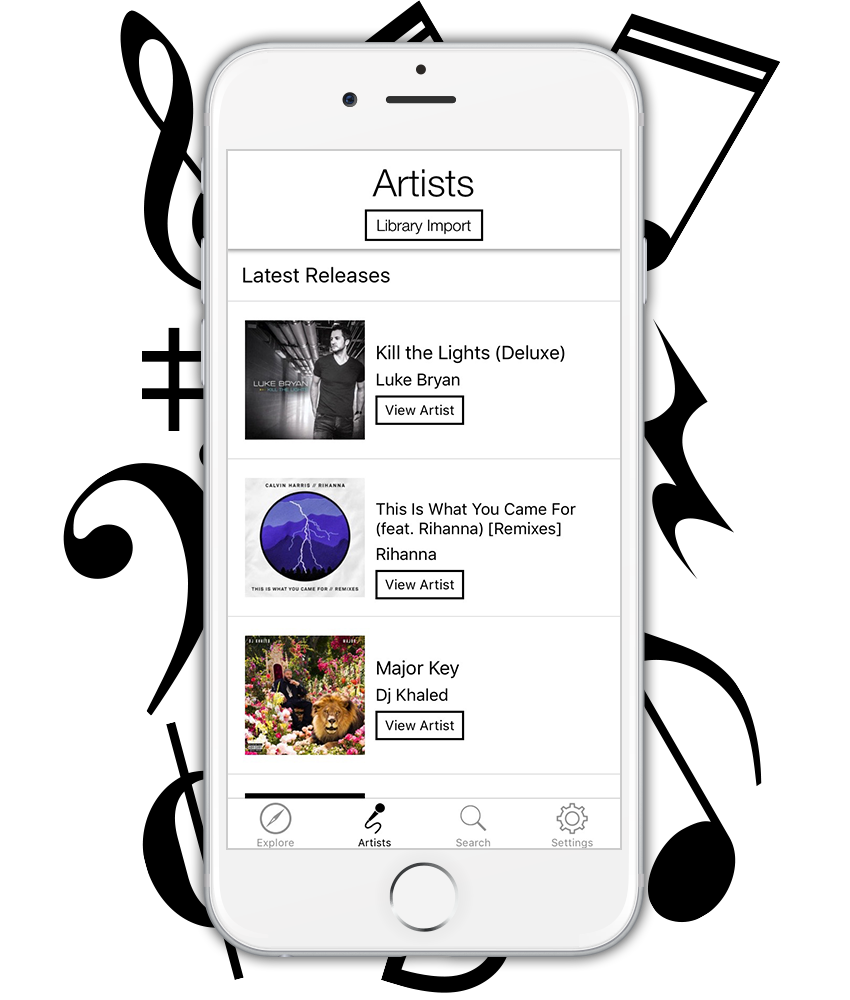 Artists
Library Import
Latest Releases
LUKE BRYAN
KILL THE LIGHTS
Kill the Lights (Deluxe)
Luke Bryan
View Artist
CALVIN HARRIS // RIHANNA
THIS IS WHAT YOU CAME FOR // REMIXES
This Is What You Came For
(feat. Rihanna) [Remixes]
Rihanna
View Artist
DJ KHALED
MAJOR
Major Key
Dj Khaled
View Artist
Explore
Artists
Search
Settings